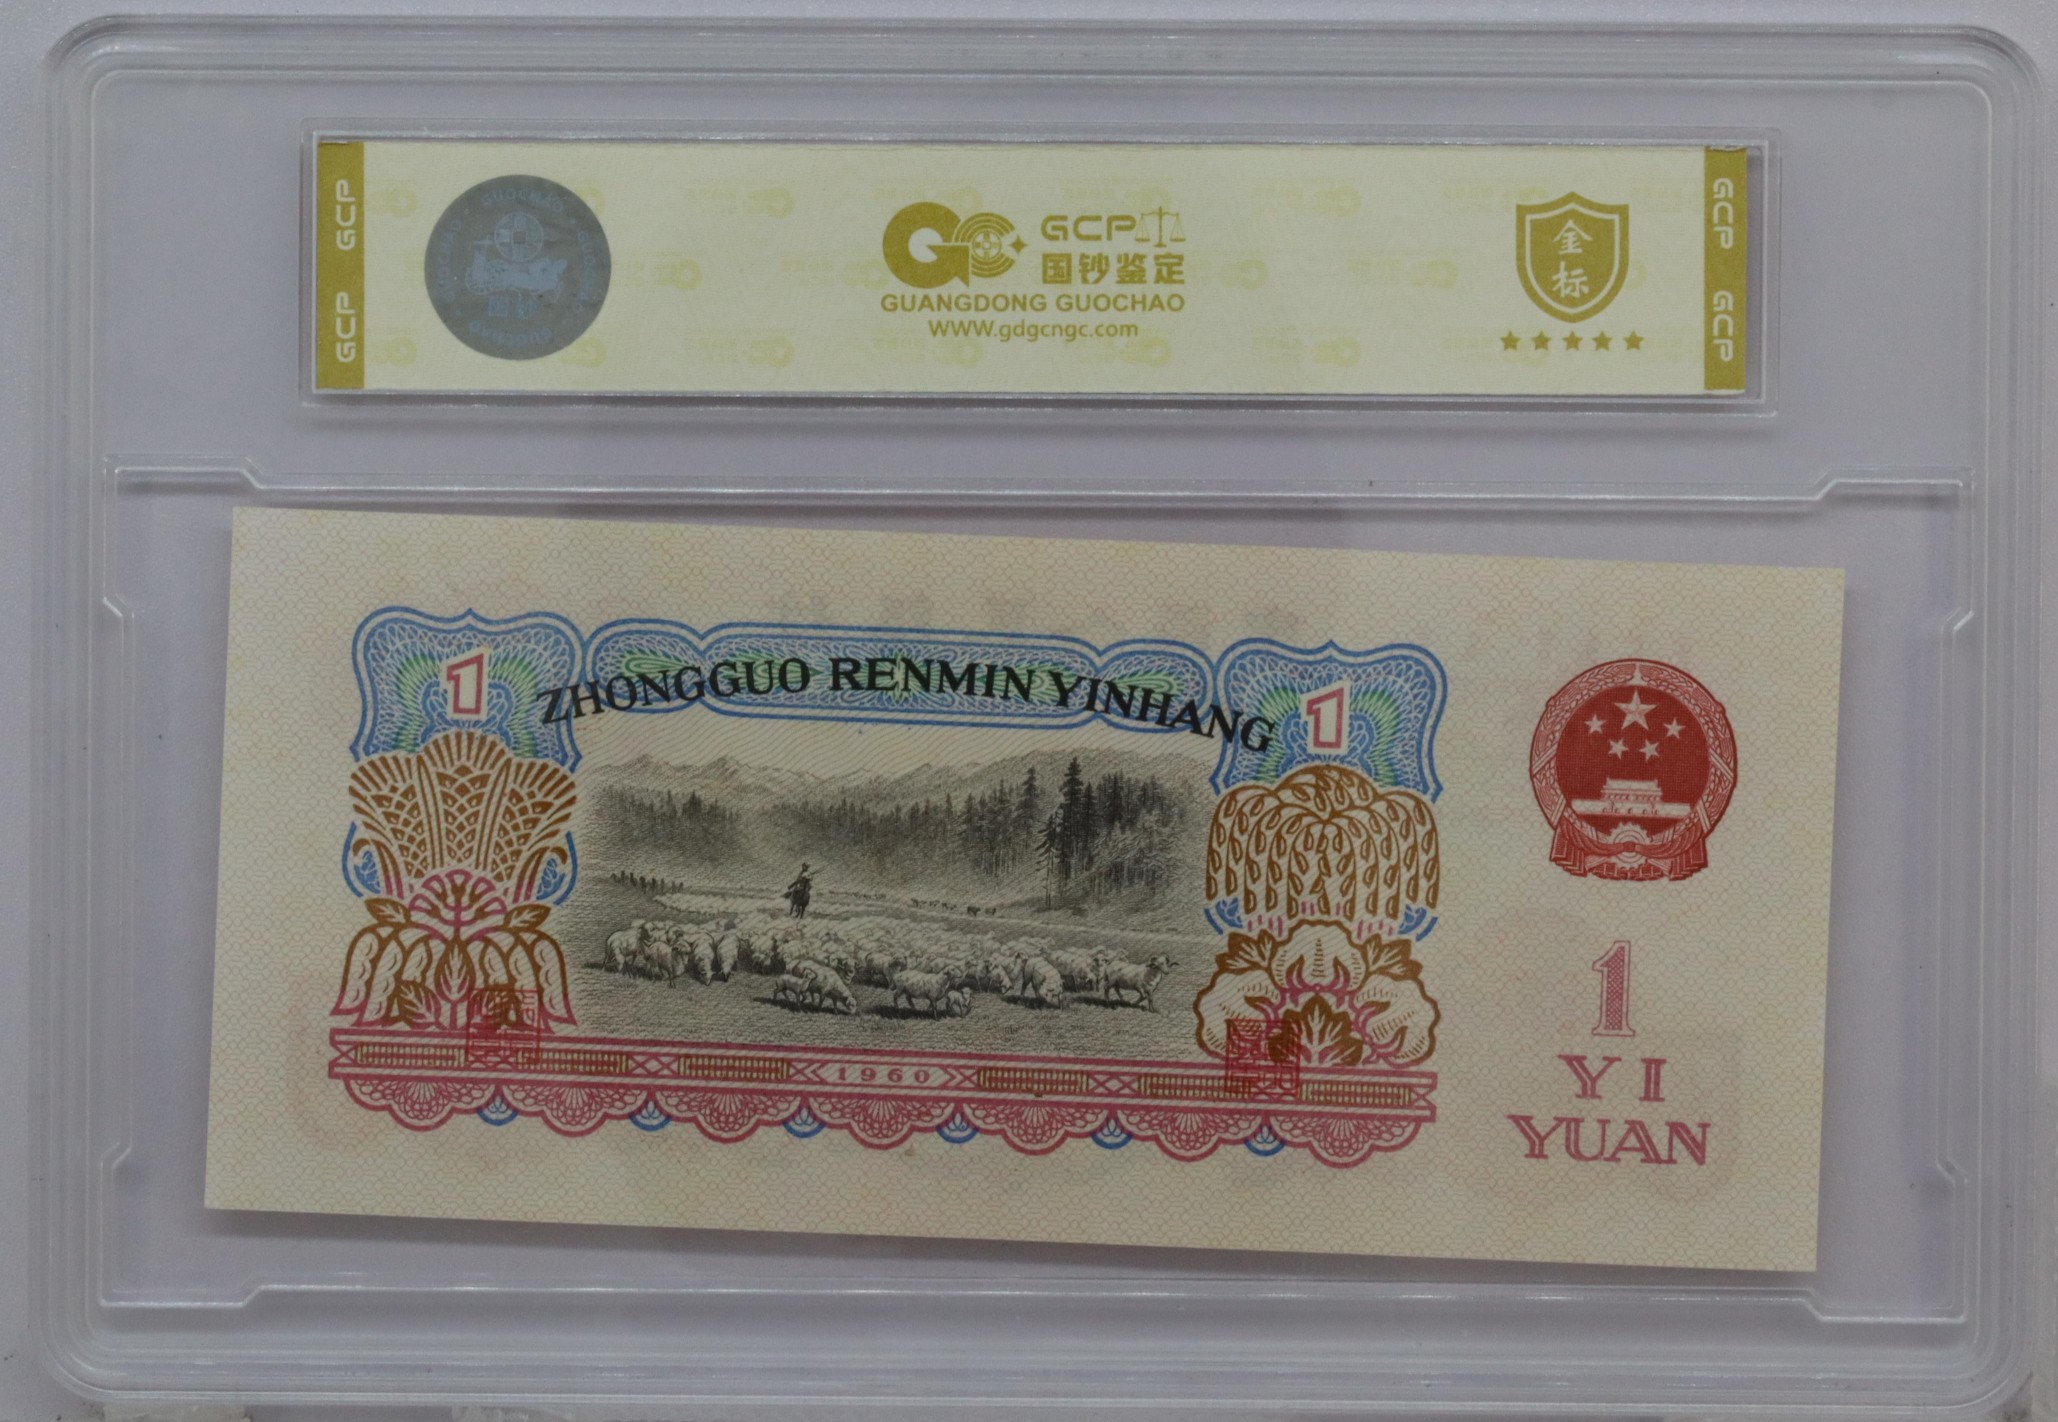 GCP GCP
GUOCHAO
GCP
国钞鉴定
GUANGDONG GUOCHAO
WWW.gdgcngc.com
金标
GCP GCP
1
ZHONGGUO RENMIN YINHANG
1
1960
1
YI
YUAN